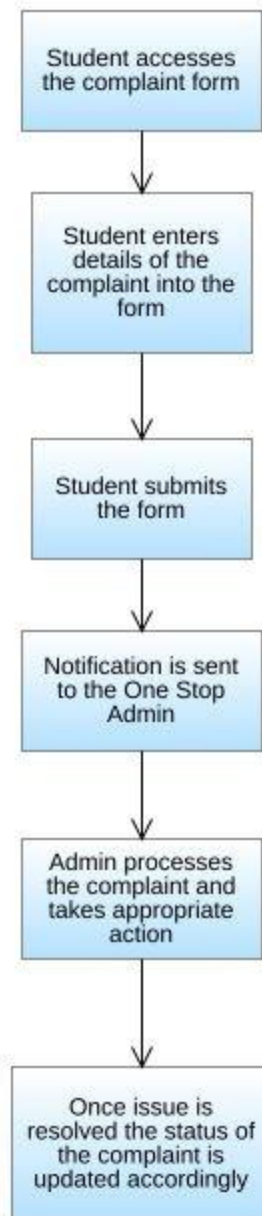 Student accesses
the complaint form
Student enters
details of the
complaint into the
form
Student submits
the form
Notification is sent
to the One Stop
Admin
Admin processes
the complaint and
takes appropriate
action
Once issue is
resolved the status of
the complaint is
updated accordingly